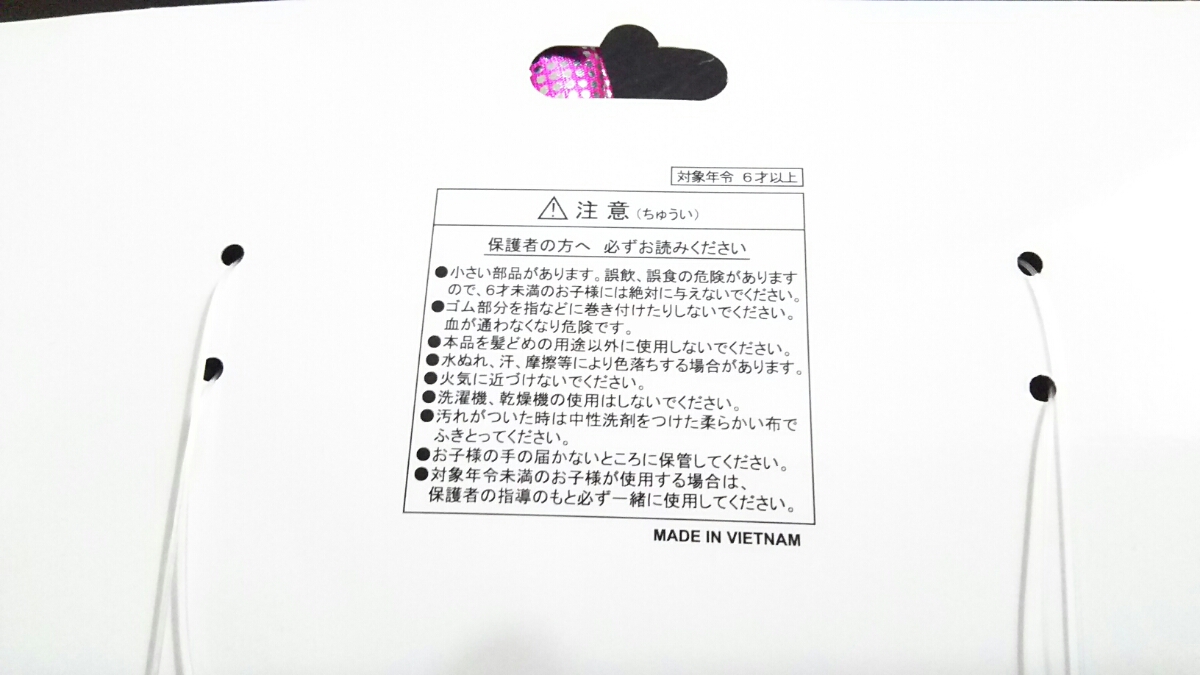 対象年令 6才以上
⚠ 注意(ちゅうい)
保護者の方へ 必ずお読みください
●小さい部品があります。誤飲、誤食の危険があります
ので、6才未満のお子様には絶対に与えないでください。
●ゴム部分を指などに巻き付けたりしないでください。
血が通わなくなり危険です。
●本品を髪どめの用途以外に使用しないでください。
●水ぬれ、汗、摩擦等により色落ちする場合があります。
●火気に近づけないでください。
●洗濯機、乾燥機の使用はしないでください。
●汚れがついた時は中性洗剤をつけた柔らかい布で
ふきとってください。
●お子様の手の届かないところに保管してください。
●対象年令未満のお子様が使用する場合は、
保護者の指導のもと必ず一緒に使用してください。
MADE IN VIETNAM